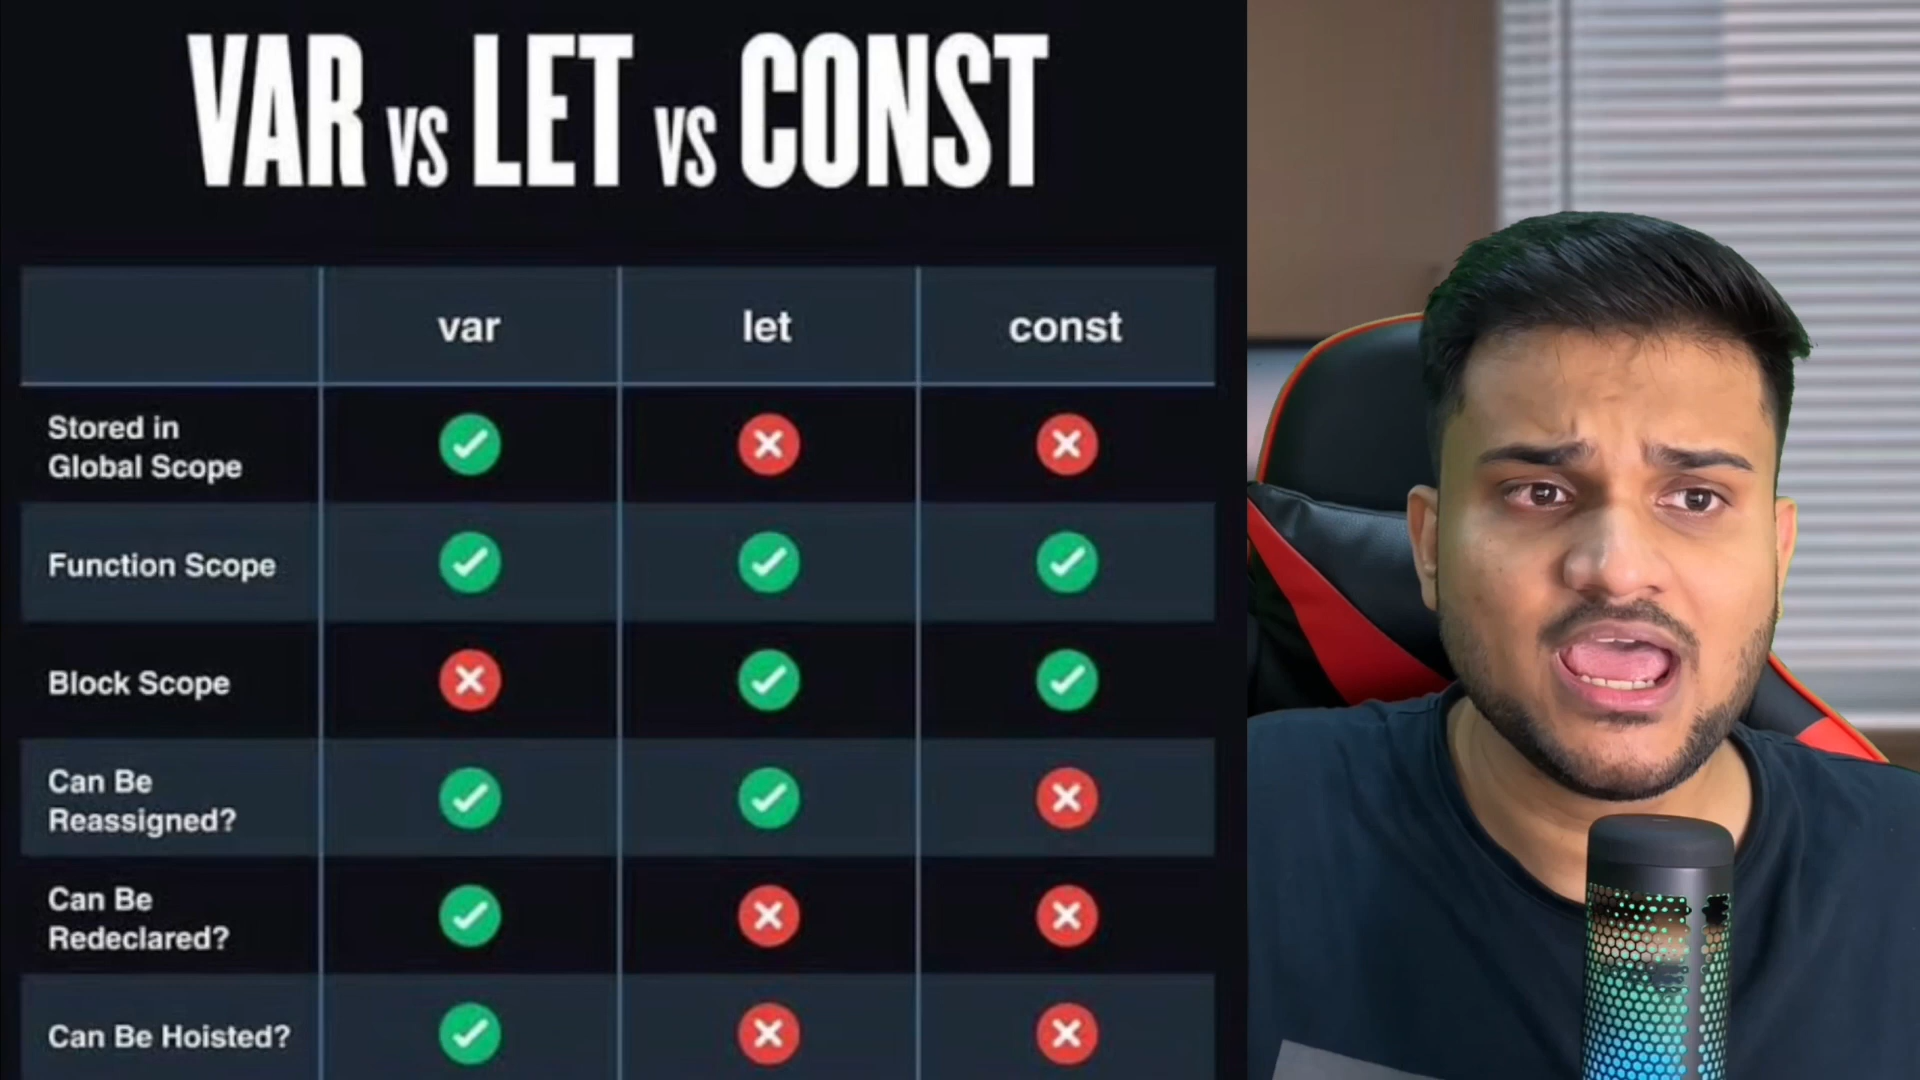 VAR VS LET VS CONST
var let const
Stored in
Global Scope
Function Scope
Block Scope
Can Be
Reassigned?
Can Be
Redeclared?
Can Be Hoisted?